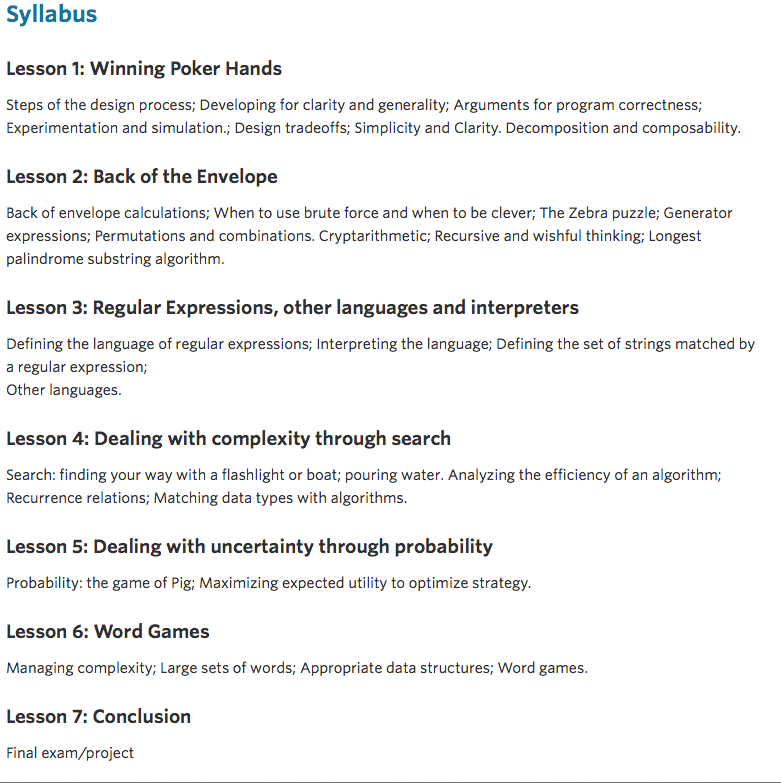 Syllabus
Lesson 1: Winning Poker Hands
Steps of the design process; Developing for clarity and generality; Arguments for program correctness;
Experimentation and simulation.; Design tradeoffs; Simplicity and Clarity. Decomposition and composability.
Lesson 2: Back of the Envelope
Back of envelope calculations; When to use brute force and when to be clever; The Zebra puzzle; Generator
expressions; Permutations and combinations. Cryptarithmetic; Recursive and wishful thinking; Longest
palindrome substring algorithm.
Lesson 3: Regular Expressions, other languages and interpreters
Defining the language of regular expressions; Interpreting the language; Defining the set of strings matched by
a regular expression;
Other languages.
Lesson 4: Dealing with complexity through search
Search: finding your way with a flashlight or boat; pouring water. Analyzing the efficiency of an algorithm;
Recurrence relations; Matching data types with algorithms.
Lesson 5: Dealing with uncertainty through probability
Probability: the game of Pig; Maximizing expected utility to optimize strategy.
Lesson 6: Word Games
Managing complexity; Large sets of words; Appropriate data structures; Word games.
Lesson 7: Conclusion
Final exam/project